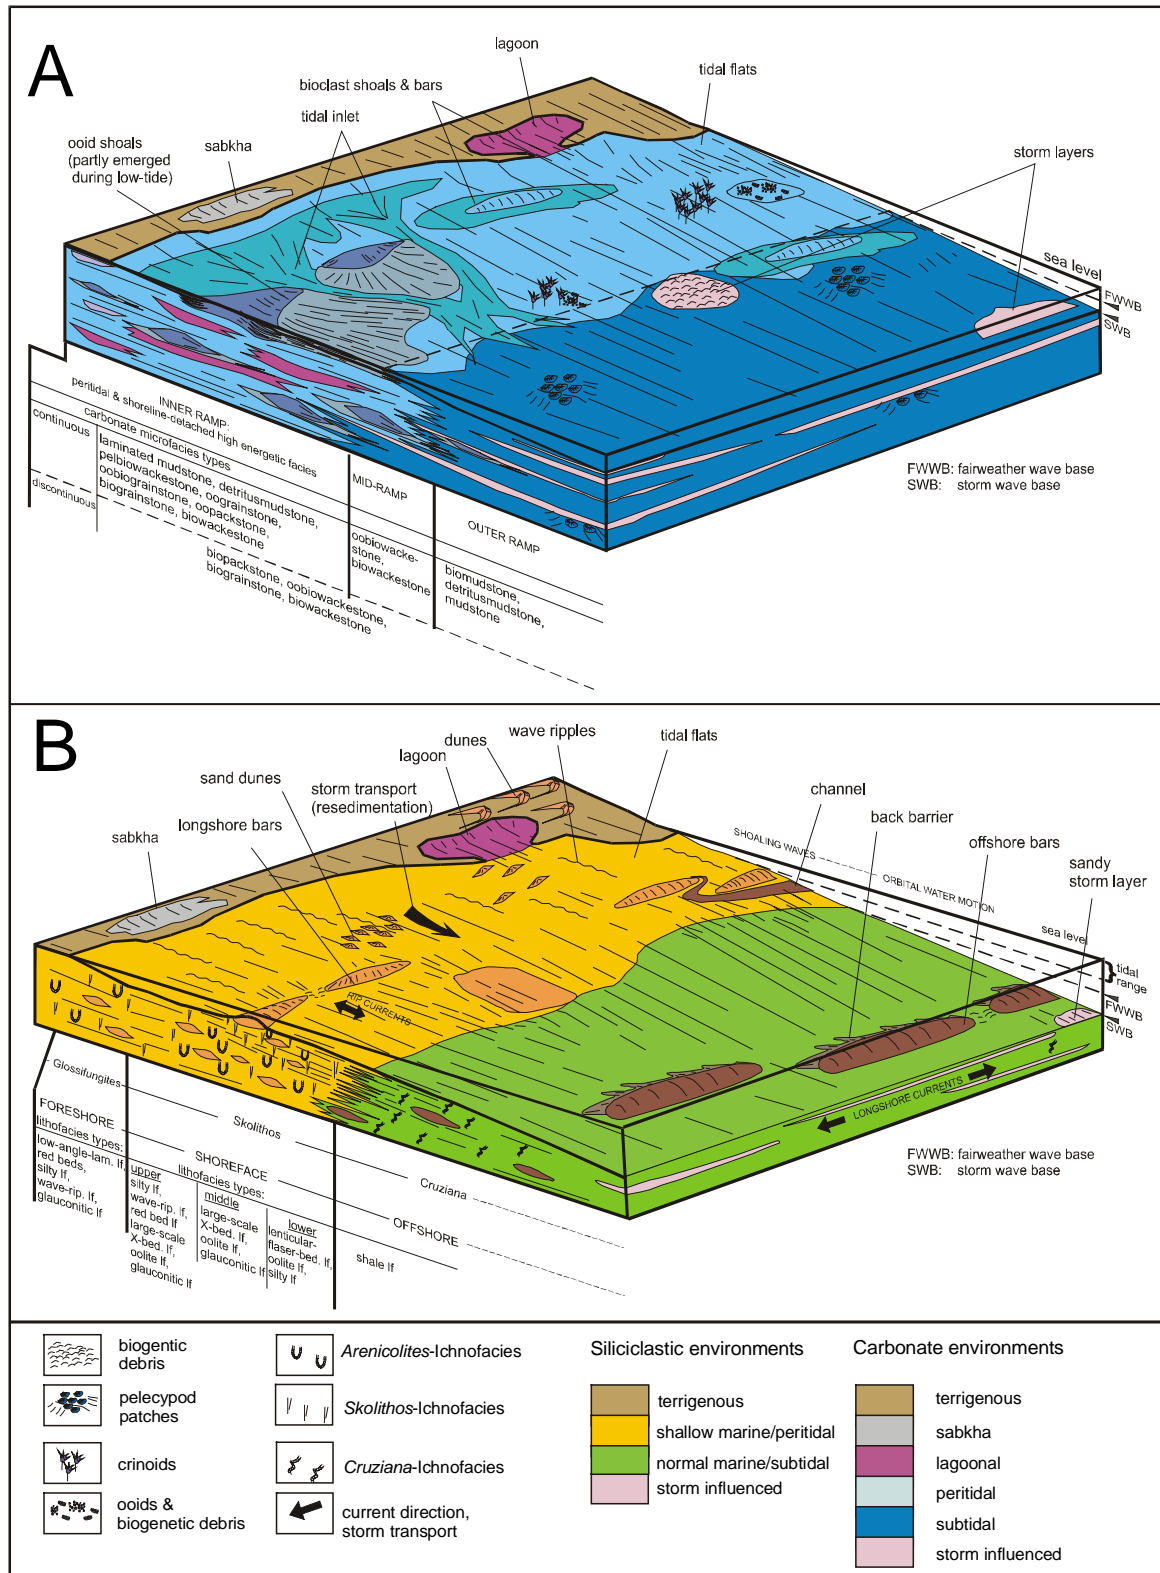 A
lagoon
bioclast shoals & bars
tidal flats
tidal inlet
ooid shoals
(partly emerged
during low-tide)
sabkha
storm layers
sea level
FWWB
SWB
INNER RAMP:
peritidal & shoreline-detached high energetic facies
carbonate microfacies types
continuous
discontinuous
laminated mudstone, detritusmudstone,
pelbiowackestone, oograinstone,
oobiograinstone, oopackstone,
biograinstone, biowackestone
biopackstone, oobiowackestone,
biograinstone, biowackestone
MID-RAMP
oobiowacke-
stone,
biowackestone
OUTER RAMP
biomudstone,
detritusmudstone,
mudstone
FWWB: fairweather wave base
SWB: storm wave base
B
wave ripples
dunes
lagoon
tidal flats
sand dunes
storm transport
(resedimentation)
longshore bars
sabkha
channel
back barrier
offshore bars
sandy
storm layer
SHOALING WAVES
ORBITAL WATER MOTION
sea level
tidal
range
FWWB
SWB
RIP CURRENTS
LONGSHORE CURRENTS
Glossifungites
Skolithos
Cruziana
FORESHORE
lithofacies types:
low-angle-lam. lf,
red beds,
silty lf,
wave-rip. lf,
glauconitic lf
SHOREFACE
lithofacies types:
upper
silty lf,
wave-rip. lf,
red bed lf
large-scale
X-bed. lf,
oolite lf,
glauconitic lf
middle
large-scale
X-bed. lf,
oolite lf,
glauconitic lf
lower
lenticular-
flaser-bed. lf,
oolite lf,
silty lf
OFFSHORE
shale lf
FWWB: fairweather wave base
SWB: storm wave base
biogentic
debris
pelecypod
patches
crinoids
ooids &
biogenetic debris
Arenicolites-Ichnofacies
Skolithos-Ichnofacies
Cruziana-Ichnofacies
current direction,
storm transport
Siliciclastic environments
terrigenous
shallow marine/peritidal
normal marine/subtidal
storm influenced
Carbonate environments
terrigenous
sabkha
lagoonal
peritidal
subtidal
storm influenced